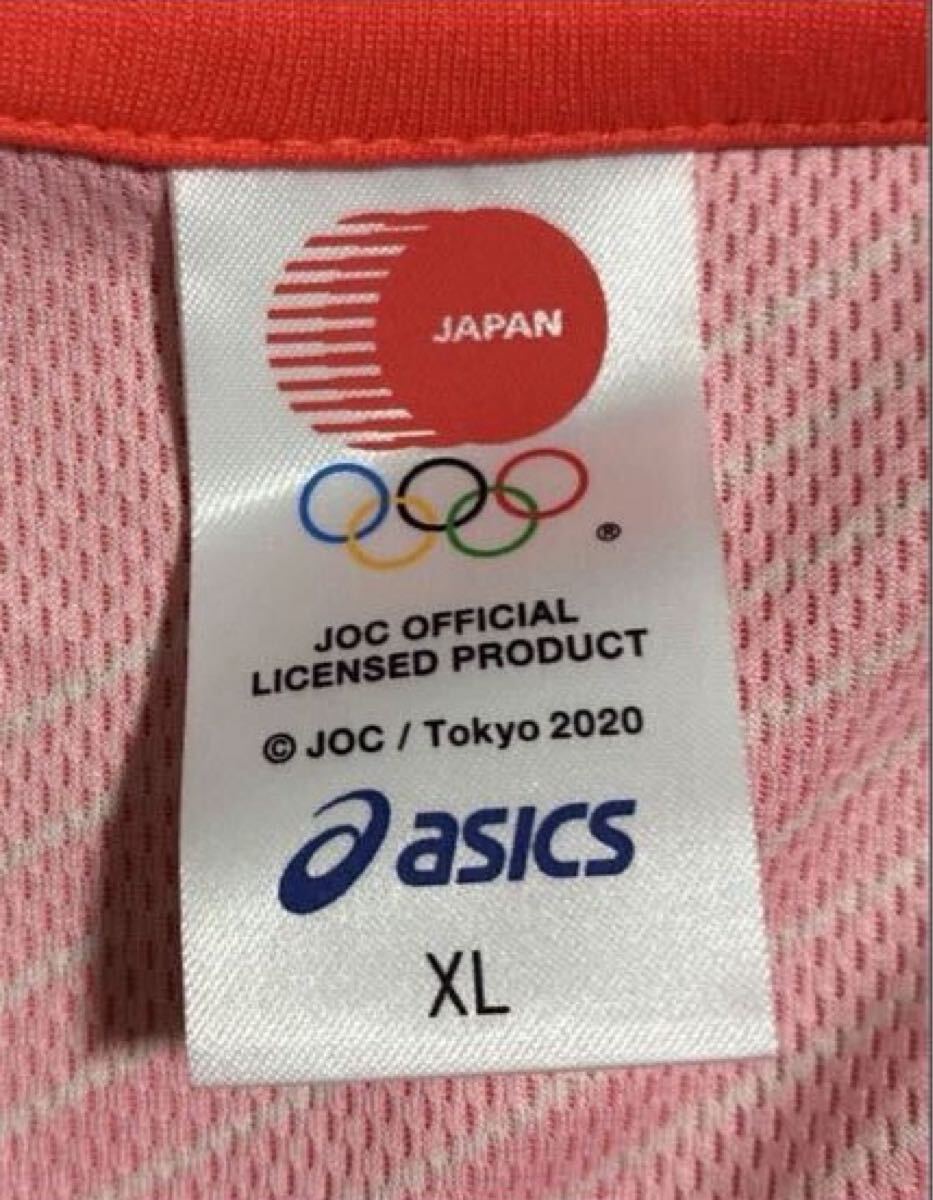 JAPAN
®
JOC OFFICIAL
LICENSED PRODUCT
© JOC / Tokyo 2020
asics
XL